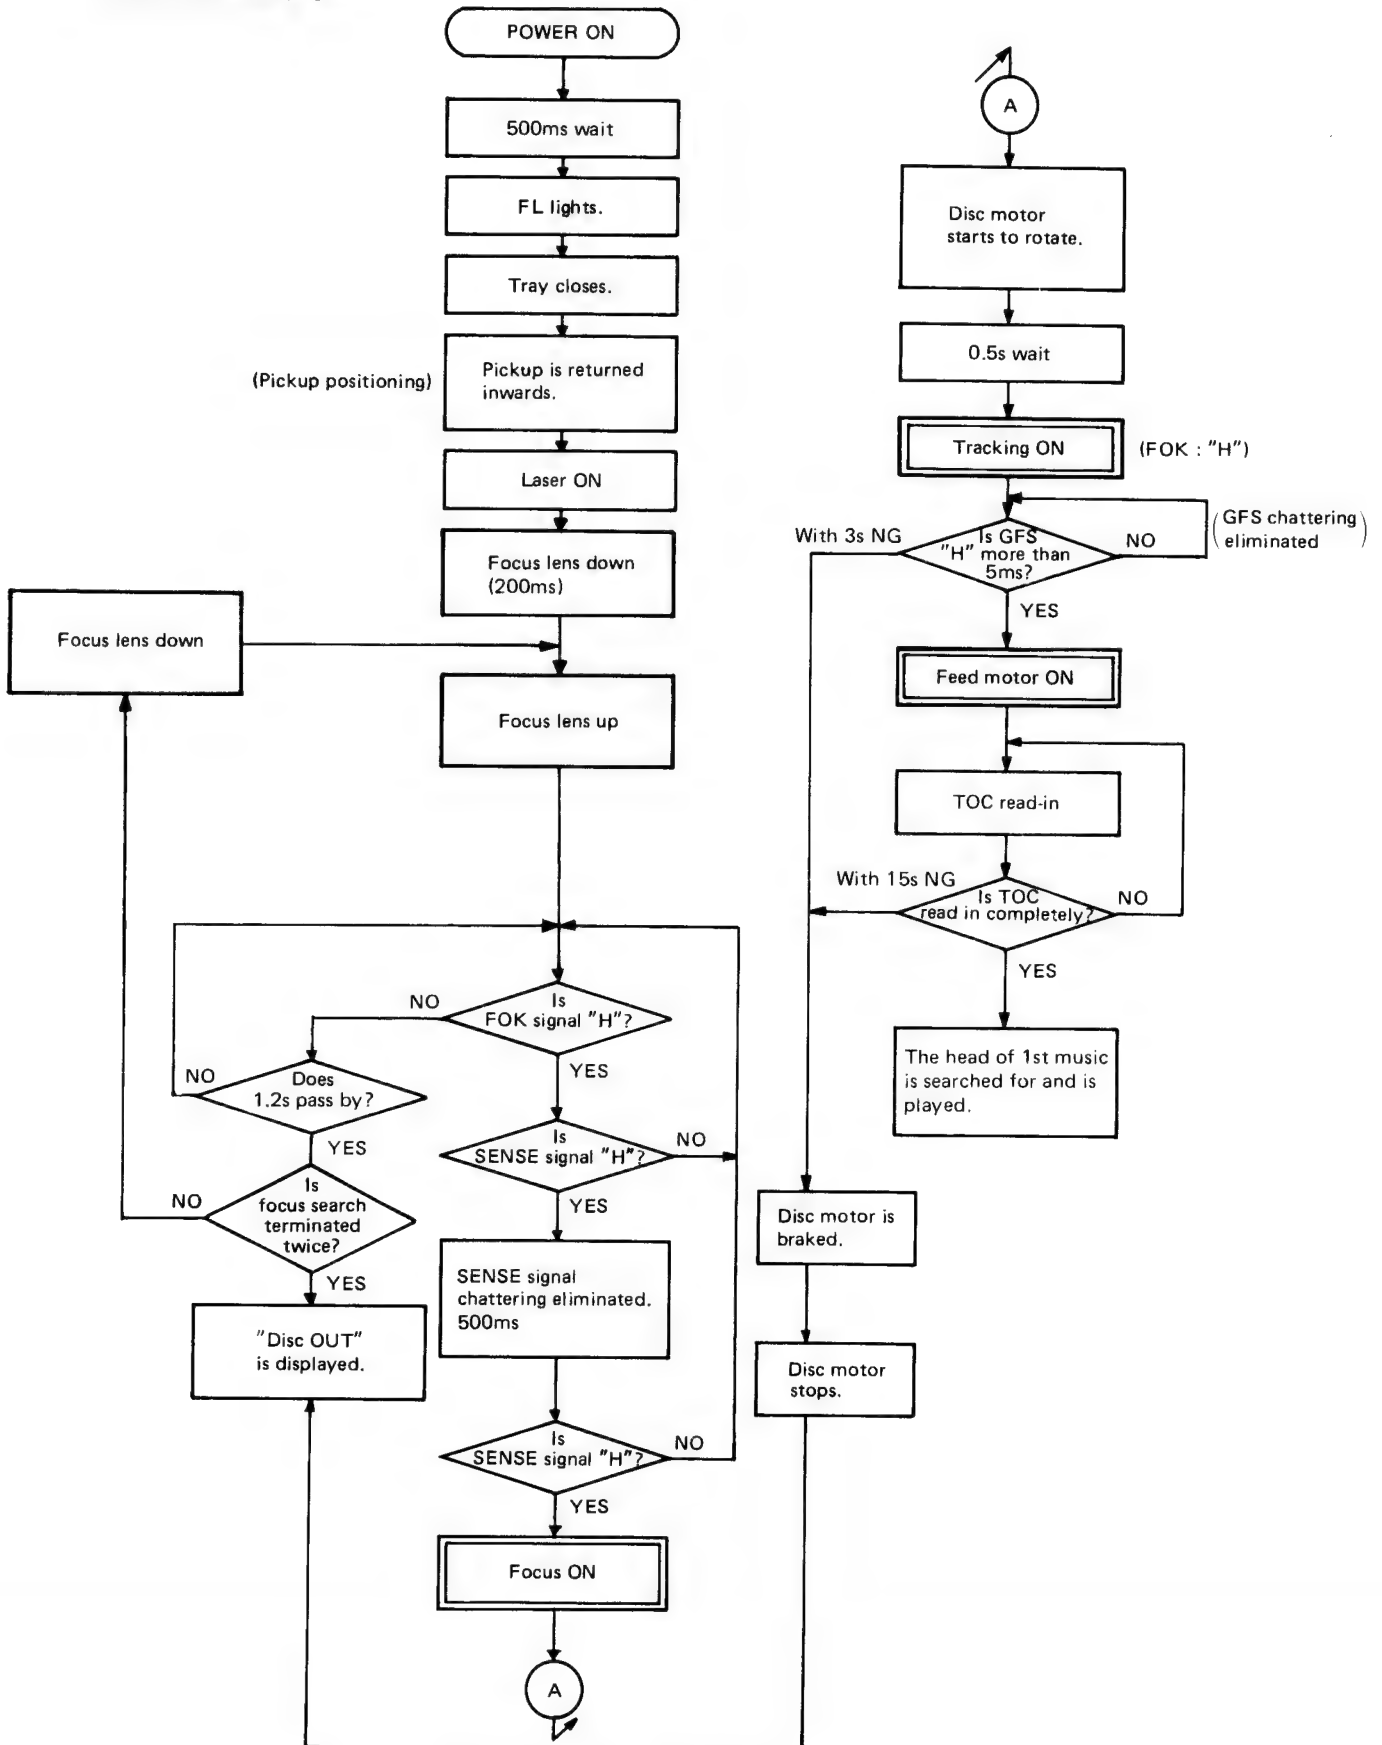 POWER ON
500ms wait
FL lights.
Tray closes.
(Pickup positioning)
Pickup is returned
inwards.
Laser ON
Focus lens down
(200ms)
Focus lens down
Focus lens up
NO
Is
FOK signal "H"?
YES
NO
Does
1.2s pass by?
YES
Is
SENSE signal "H"?
NO
YES
NO
Is
focus search
terminated
twice?
YES
SENSE signal
chattering eliminated.
500ms
"Disc OUT"
is displayed.
Is
SENSE signal "H"?
NO
YES
Focus ON
A
A
Disc motor
starts to rotate.
0.5s wait
Tracking ON
(FOK : "H")
With 3s NG
Is GFS
"H" more than
5ms?
NO
(GFS chattering
eliminated)
YES
Feed motor ON
TOC read-in
With 15s NG
Is TOC
read in completely?
NO
YES
The head of 1st music
is searched for and is
played.
Disc motor is
braked.
Disc motor
stops.